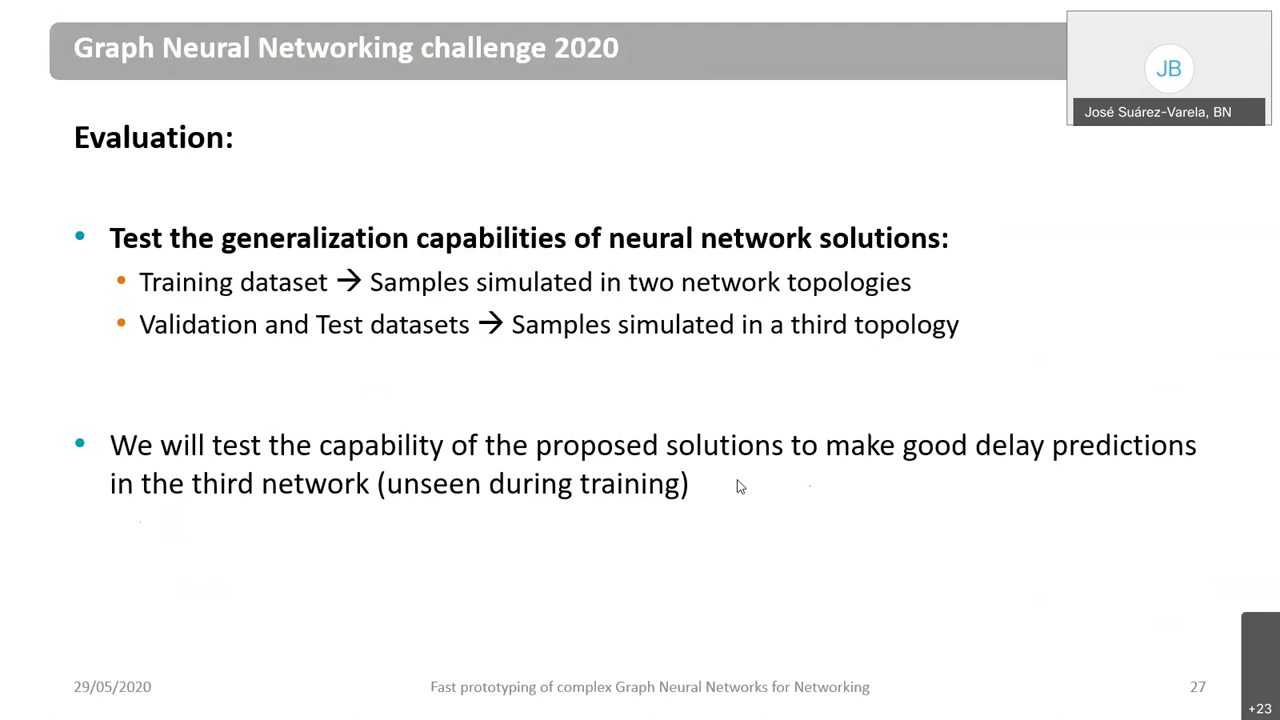 Graph Neural Networking challenge 2020
JB
José Suárez-Varela, BN
Evaluation:
• Test the generalization capabilities of neural network solutions:
• Training dataset → Samples simulated in two network topologies
• Validation and Test datasets → Samples simulated in a third topology
• We will test the capability of the proposed solutions to make good delay predictions
in the third network (unseen during training)
29/05/2020
Fast prototyping of complex Graph Neural Networks for Networking
27
+23